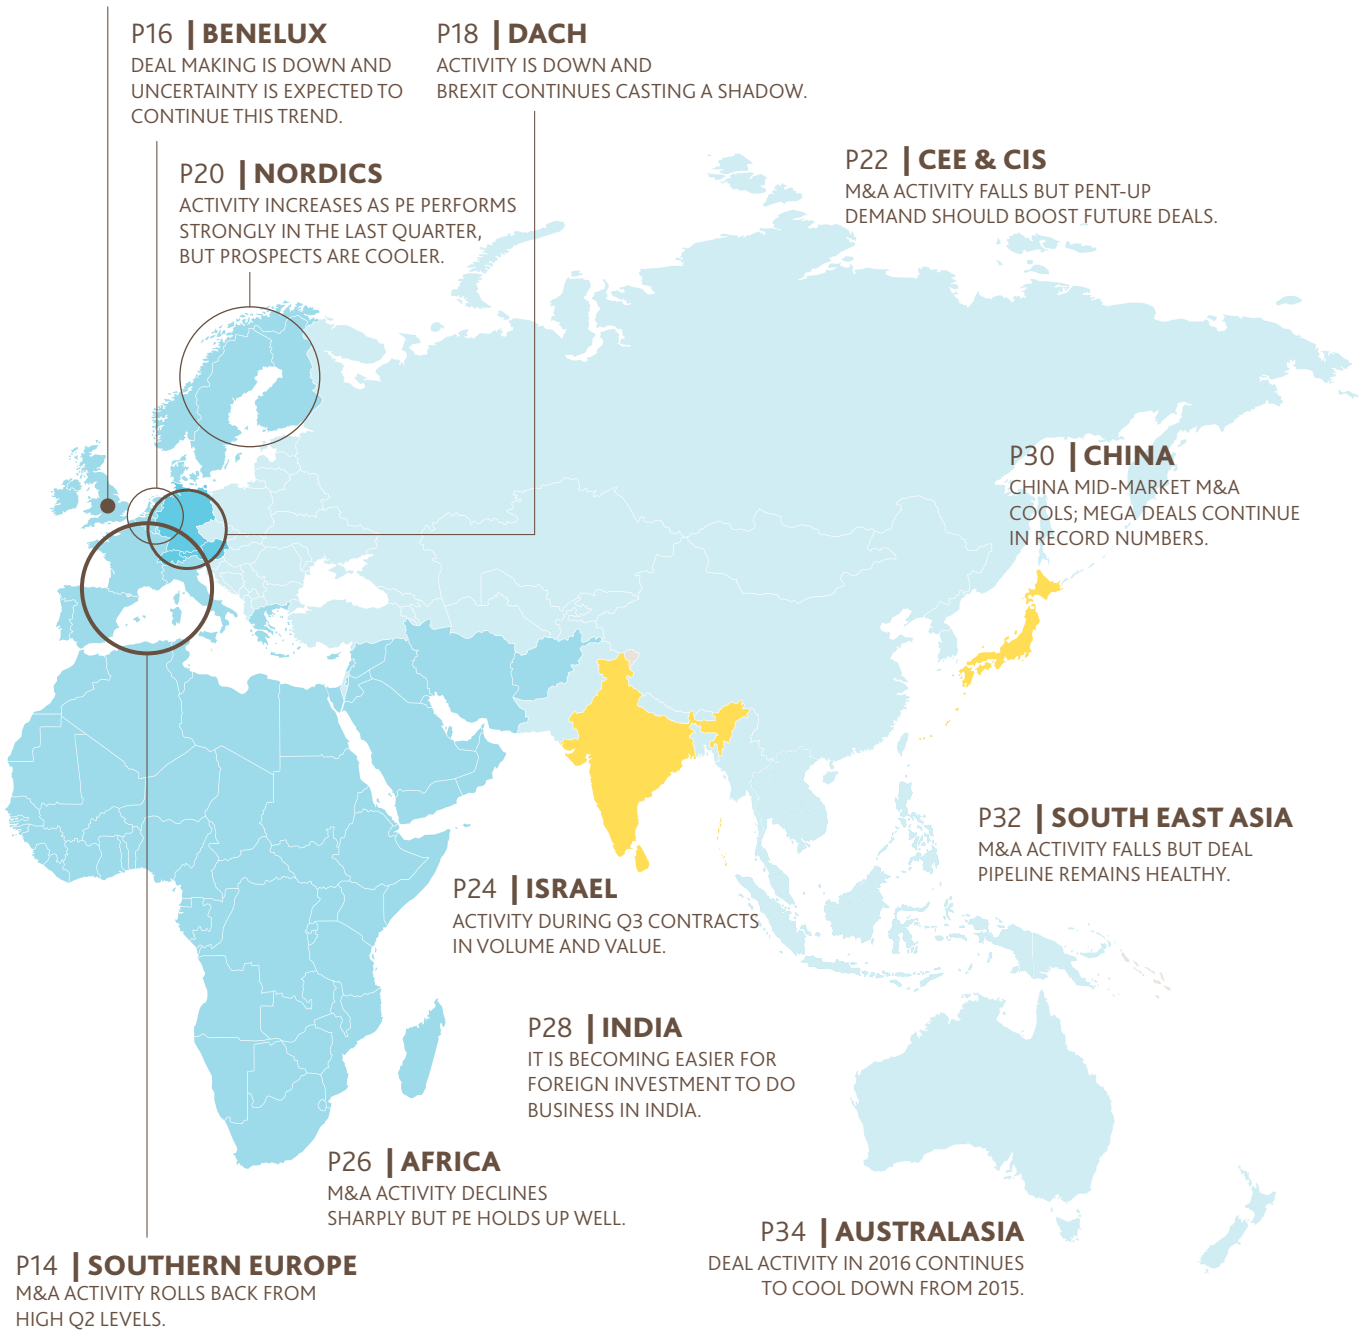 P16 | BENELUX
DEAL MAKING IS DOWN AND
UNCERTAINTY IS EXPECTED TO
CONTINUE THIS TREND.
P18 | DACH
ACTIVITY IS DOWN AND
BREXIT CONTINUES CASTING A SHADOW.
P20 | NORDICS
ACTIVITY INCREASES AS PE PERFORMS
STRONGLY IN THE LAST QUARTER,
BUT PROSPECTS ARE COOLER.
P22 | CEE & CIS
M&A ACTIVITY FALLS BUT PENT-UP
DEMAND SHOULD BOOST FUTURE DEALS.
P30 | CHINA
CHINA MID-MARKET M&A
COOLS; MEGA DEALS CONTINUE
IN RECORD NUMBERS.
P32 | SOUTH EAST ASIA
M&A ACTIVITY FALLS BUT DEAL
PIPELINE REMAINS HEALTHY.
P24 | ISRAEL
ACTIVITY DURING Q3 CONTRACTS
IN VOLUME AND VALUE.
P28 | INDIA
IT IS BECOMING EASIER FOR
FOREIGN INVESTMENT TO DO
BUSINESS IN INDIA.
P26 | AFRICA
M&A ACTIVITY DECLINES
SHARPLY BUT PE HOLDS UP WELL.
P34 | AUSTRALASIA
DEAL ACTIVITY IN 2016 CONTINUES
TO COOL DOWN FROM 2015.
P14 | SOUTHERN EUROPE
M&A ACTIVITY ROLLS BACK FROM
HIGH Q2 LEVELS.